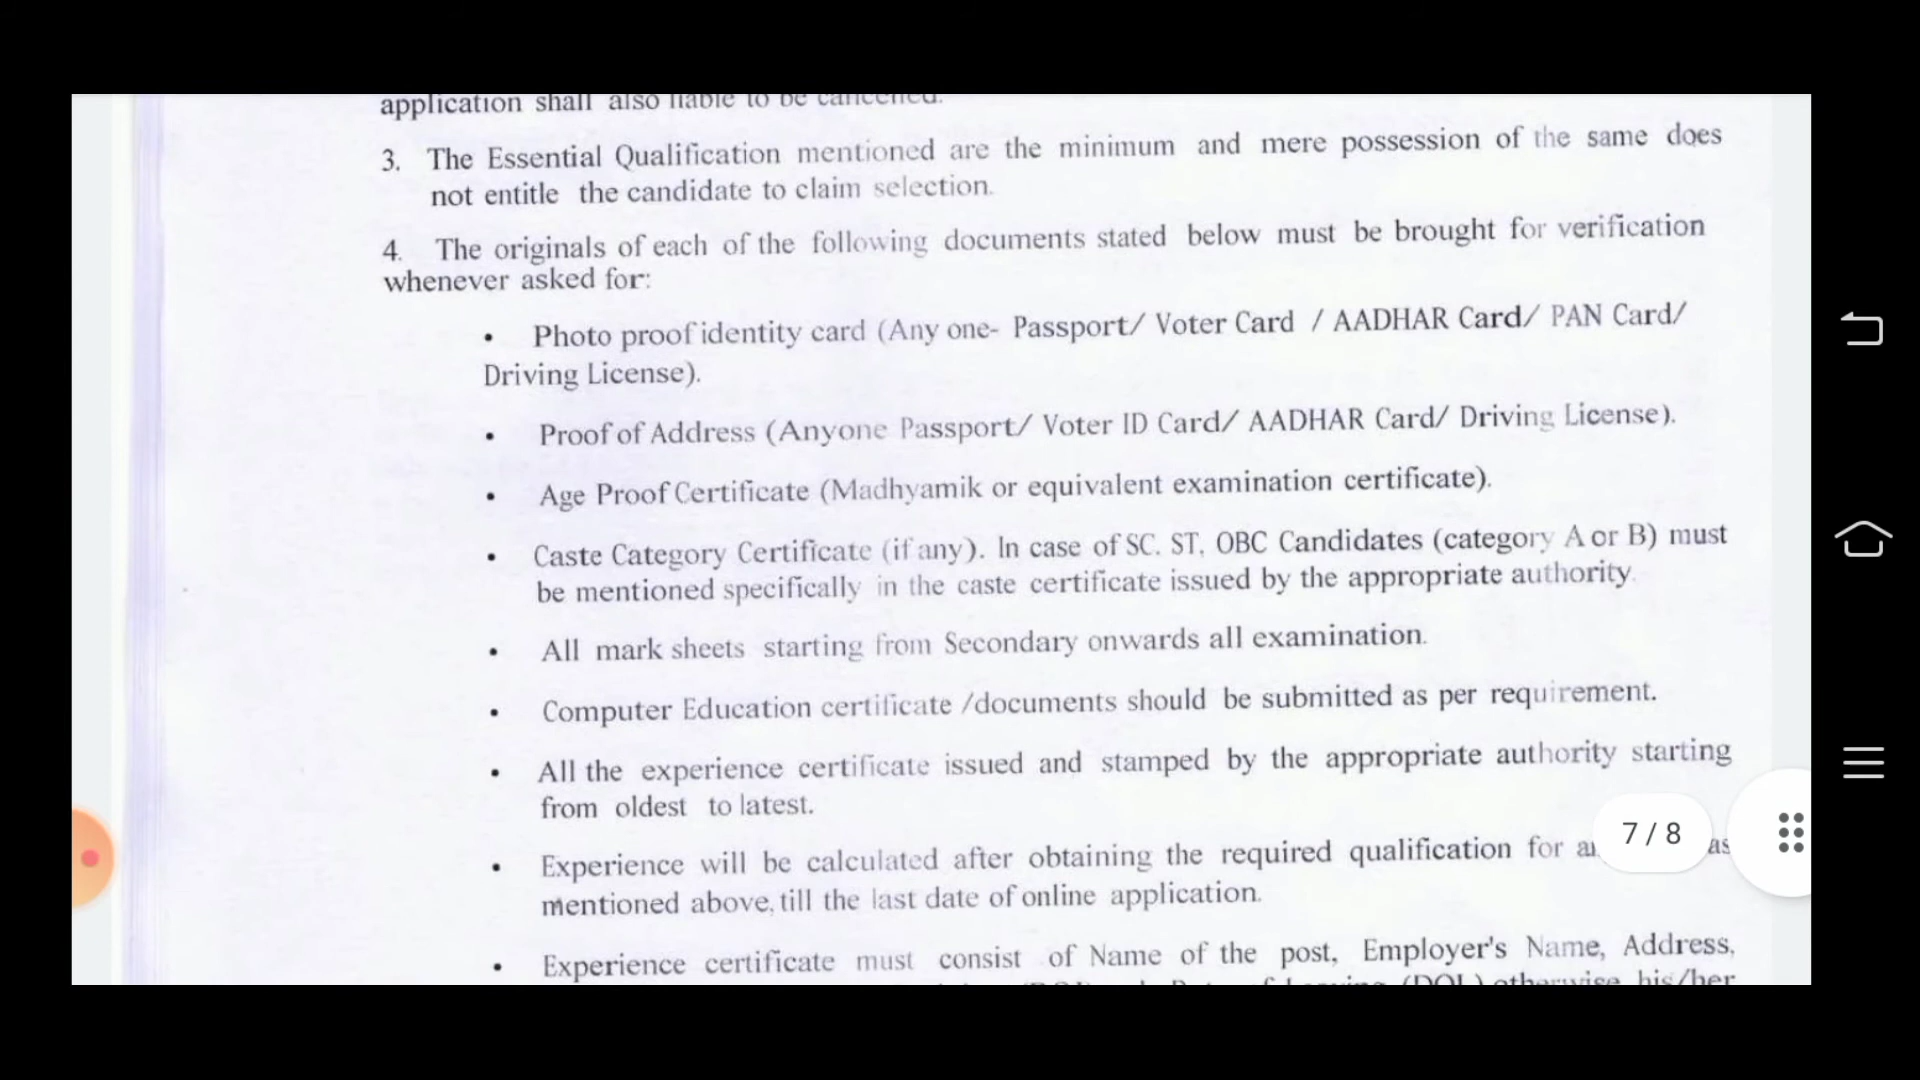 application shall also liable to be cancelled.
3. The Essential Qualification mentioned are the minimum and mere possession of the same does
not entitle the candidate to claim selection.
4. The originals of each of the following documents stated below must be brought for verification
whenever asked for:
• Photo proof identity card (Any one- Passport/ Voter Card / AADHAR Card/ PAN Card/
Driving License).
• Proof of Address (Anyone Passport/ Voter ID Card/ AADHAR Card/ Driving License).
• Age Proof Certificate (Madhyamik or equivalent examination certificate).
• Caste Category Certificate (if any). In case of SC. ST, OBC Candidates (category A or B) must
be mentioned specifically in the caste certificate issued by the appropriate authority.
• All mark sheets starting from Secondary onwards all examination.
• Computer Education certificate /documents should be submitted as per requirement.
• All the experience certificate issued and stamped by the appropriate authority starting
from oldest to latest.
• Experience will be calculated after obtaining the required qualification for as
mentioned above, till the last date of online application.
• Experience certificate must consist of Name of the post, Employer's Name, Address,
(DOL) otherwise his/her
7 / 8